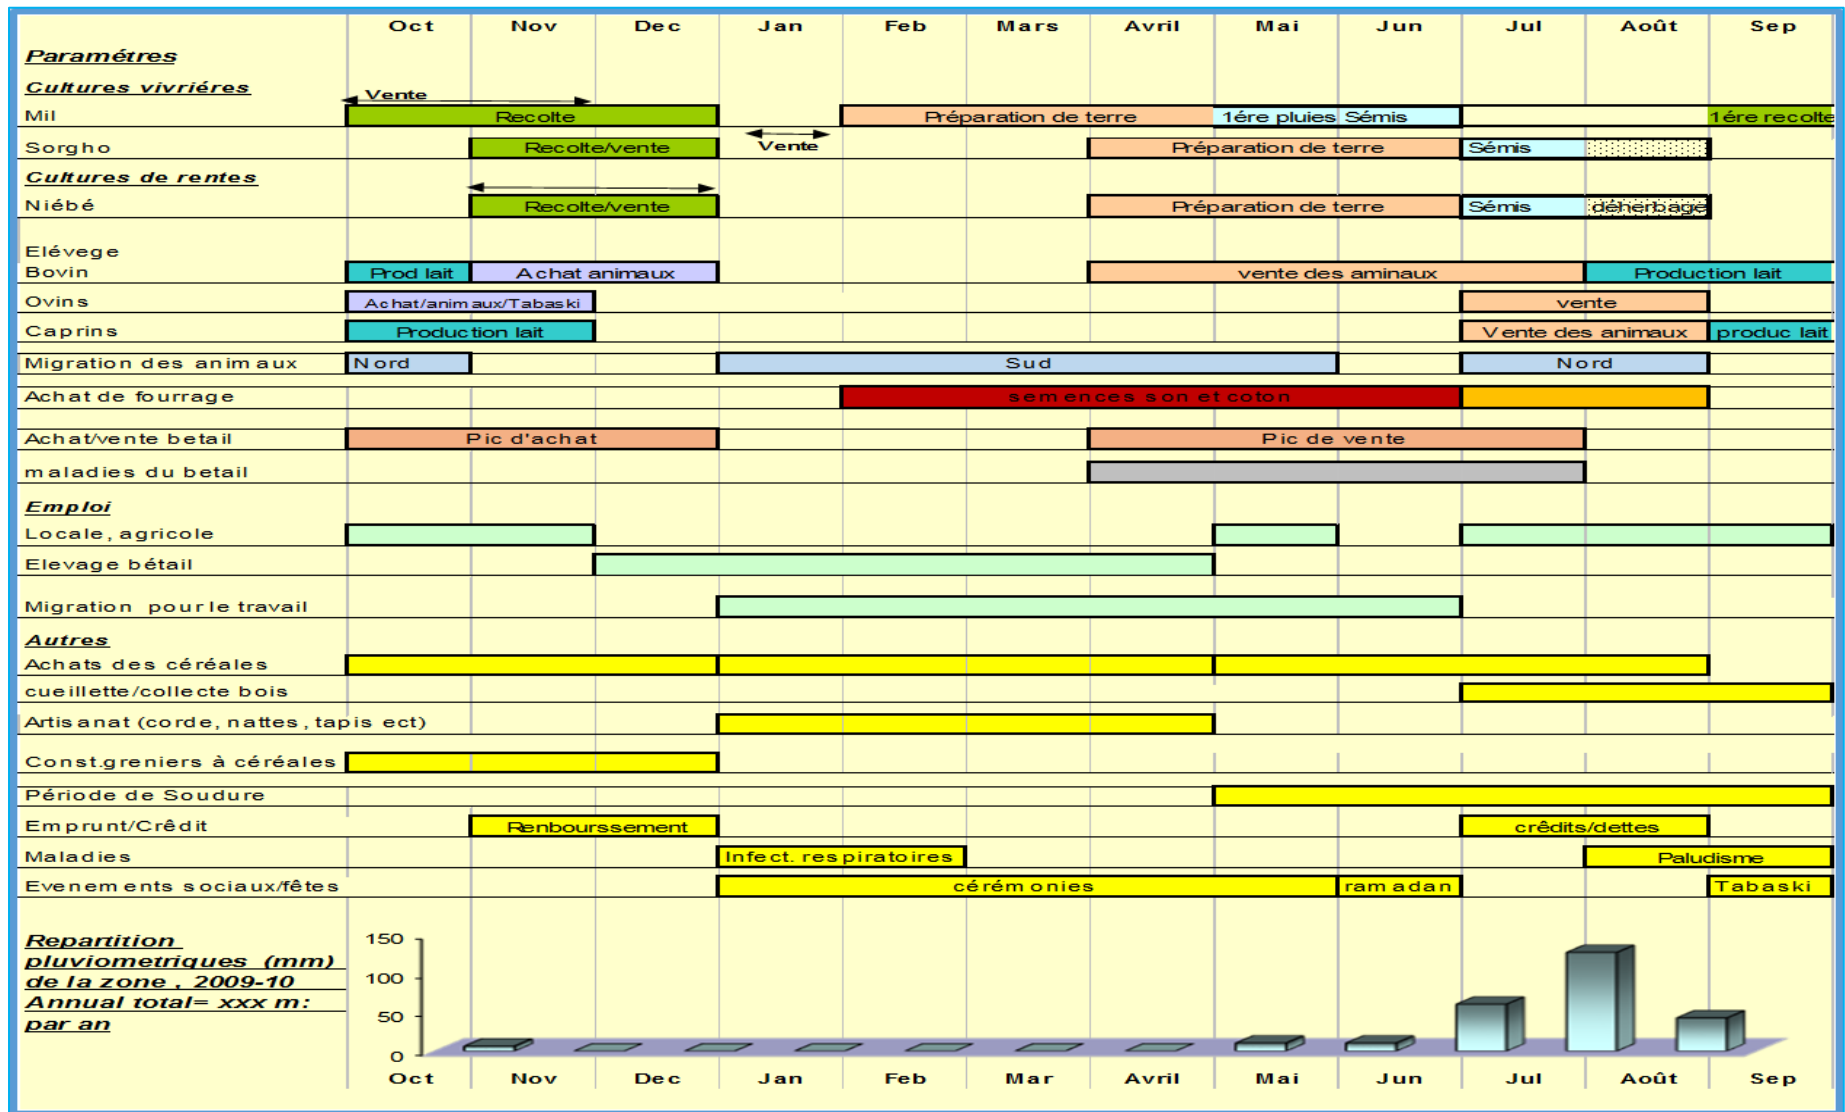 Oct Nov Dec Jan Feb Mars Avril Mai Jun Jul Août Sep
Paramétres
Cultures vivriéres
Vente
Mil Recolte Préparation de terre 1ére pluies Sémis 1ére recolte
Vente
Sorgho Recolte/vente Préparation de terre Sémis
Cultures de rentes
Niébé Recolte/vente Préparation de terre Sémis déherbage
Elévege
Bovin Prod lait Achat animaux vente des aminaux Production lait
Ovins Achat/animaux/Tabaski vente
Caprins Production lait Vente des animaux produc lait
Migration des animaux Nord Sud Nord
Achat de fourrage semences son et coton
Achat/vente betail Pic d'achat Pic de vente
maladies du betail
Emploi
Locale, agricole
Elevage bétail
Migration pour le travail
Autres
Achats des céréales
cueillette/collecte bois
Artisanat (corde, nattes, tapis ect)
Const.greniers à céréales
Période de Soudure
Emprunt/Crêdit Renbourssement crêdits/dettes
Maladies Infect. respiratoires Paludisme
Evenements sociaux/fêtes cérémonies ramadan Tabaski
Repartition
pluviometriques (mm)
de la zone , 2009-10
Annual total= xxx m:
par an
150
100
50
0
Oct Nov Dec Jan Feb Mar Avril Mai Jun Jul Août Sep